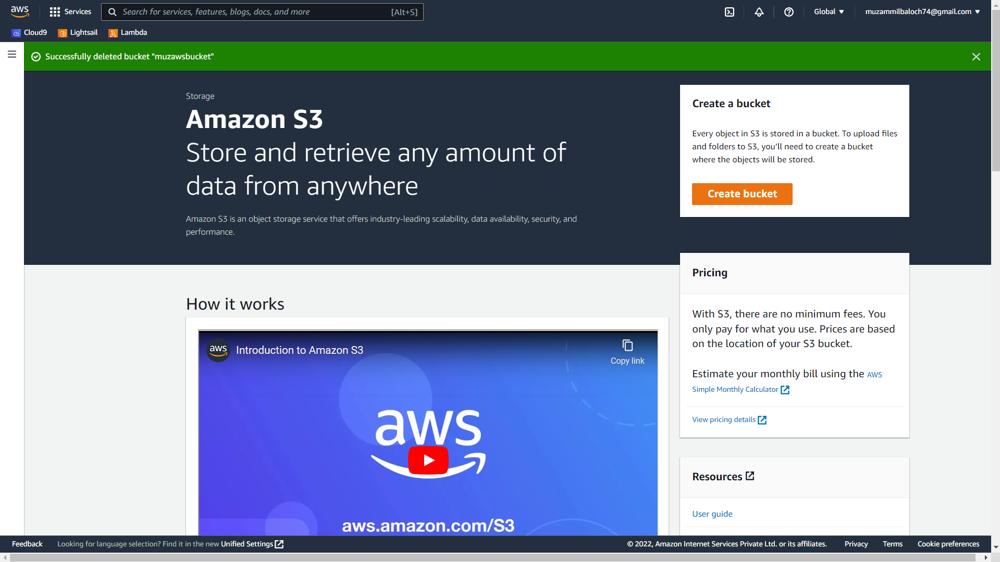 aws
Services
Search for services, features, blogs, docs, and more
[Alt+S]
Global
muzammilbaloch74@gmail.com
Cloud9
Lightsail
Lambda
Successfully deleted bucket "muzawsbucket"
Storage
Amazon S3
Store and retrieve any amount of
data from anywhere
Amazon S3 is an object storage service that offers industry-leading scalability, data availability, security, and
performance.
Create a bucket
Every object in S3 is stored in a bucket. To upload files
and folders to S3, you’ll need to create a bucket
where the objects will be stored.
Create bucket
Pricing
With S3, there are no minimum fees. You
only pay for what you use. Prices are based
on the location of your S3 bucket.
Estimate your monthly bill using the AWS
Simple Monthly Calculator
View pricing details
How it works
aws
Introduction to Amazon S3
Copy link
aws
aws.amazon.com/S3
Resources
User guide
Feedback
Looking for language selection? Find it in the new Unified Settings
© 2022, Amazon Internet Services Private Ltd. or its affiliates.
Privacy
Terms
Cookie preferences